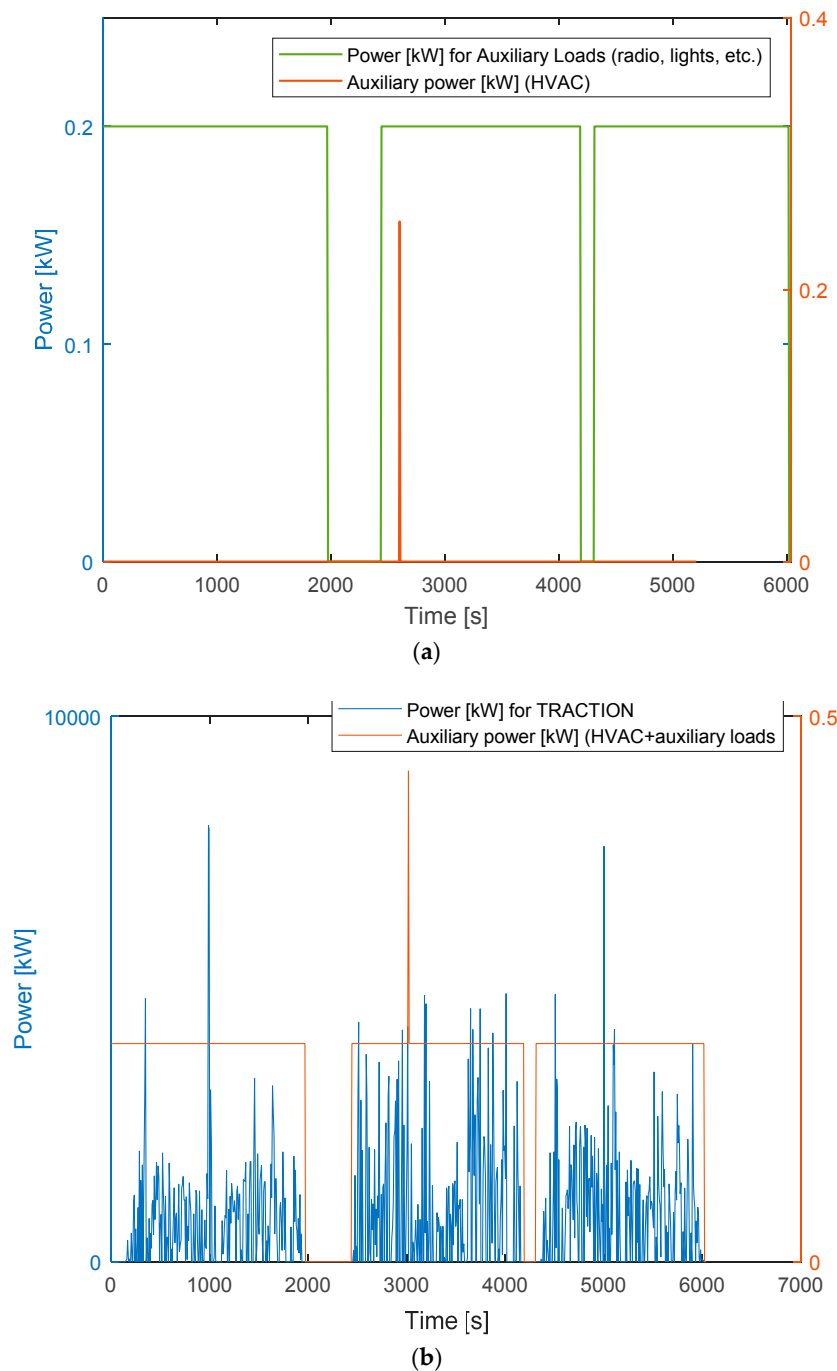 0.4
Power [kW] for Auxiliary Loads (radio, lights, etc.)
Auxiliary power [kW] (HVAC)
0.2
0.2
0.1
Power [kW]
0
0
0 1000 2000 3000 4000 5000 6000
Time [s]
(a)
10000
0.5
Power [kW] for TRACTION
Auxiliary power [kW] (HVAC+auxiliary loads
Power [kW]
0
0.5
0 1000 2000 3000 4000 5000 6000 7000
Time [s]
(b)